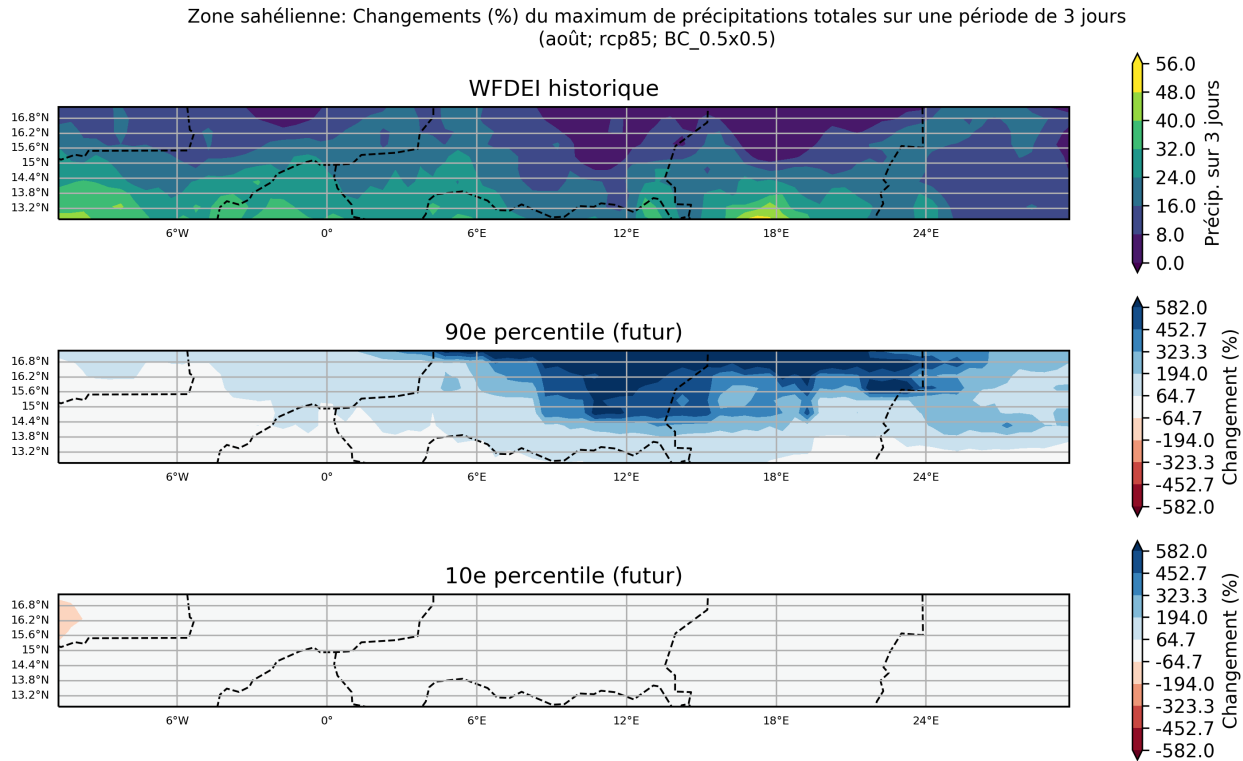 Zone sahélienne: Changements (%) du maximum de précipitations totales sur une période de 3 jours
(août; rcp85; BC_0.5x0.5)
WFDEI historique
16.8°N
16.2°N
15.6°N
15°N
14.4°N
13.8°N
13.2°N
6°W
0°
6°E
12°E
18°E
24°E
56.0
48.0
40.0
32.0
24.0
16.0
8.0
0.0
Précip. sur 3 jours
90e percentile (futur)
16.8°N
16.2°N
15.6°N
15°N
14.4°N
13.8°N
13.2°N
6°W
0°
6°E
12°E
18°E
24°E
582.0
452.7
323.3
194.0
64.7
-64.7
-194.0
-323.3
-452.7
-582.0
Changement (%)
10e percentile (futur)
16.8°N
16.2°N
15.6°N
15°N
14.4°N
13.8°N
13.2°N
6°W
0°
6°E
12°E
18°E
24°E
582.0
452.7
323.3
194.0
64.7
-64.7
-194.0
-323.3
-452.7
-582.0
Changement (%)